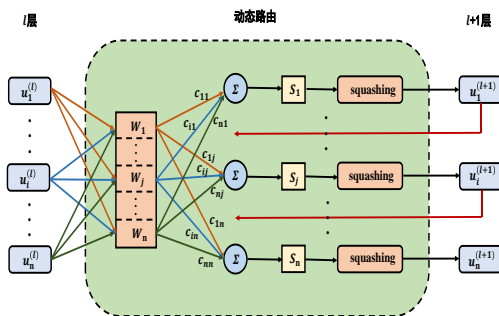 l层
动态路由
l+1层
u₁⁽ˡ⁾
W₁
c₁₁
Σ
S₁
squashing
u₁⁽ˡ⁺¹⁾
cᵢ₁
cₙ₁
c₁ⱼ
uᵢ⁽ˡ⁾
Wⱼ
cᵢⱼ
Σ
Sⱼ
squashing
uᵢ⁽ˡ⁺¹⁾
cₙⱼ
c₁ₙ
cᵢₙ
uₙ⁽ˡ⁾
Wₙ
cₙₙ
Σ
Sₙ
squashing
uₙ⁽ˡ⁺¹⁾